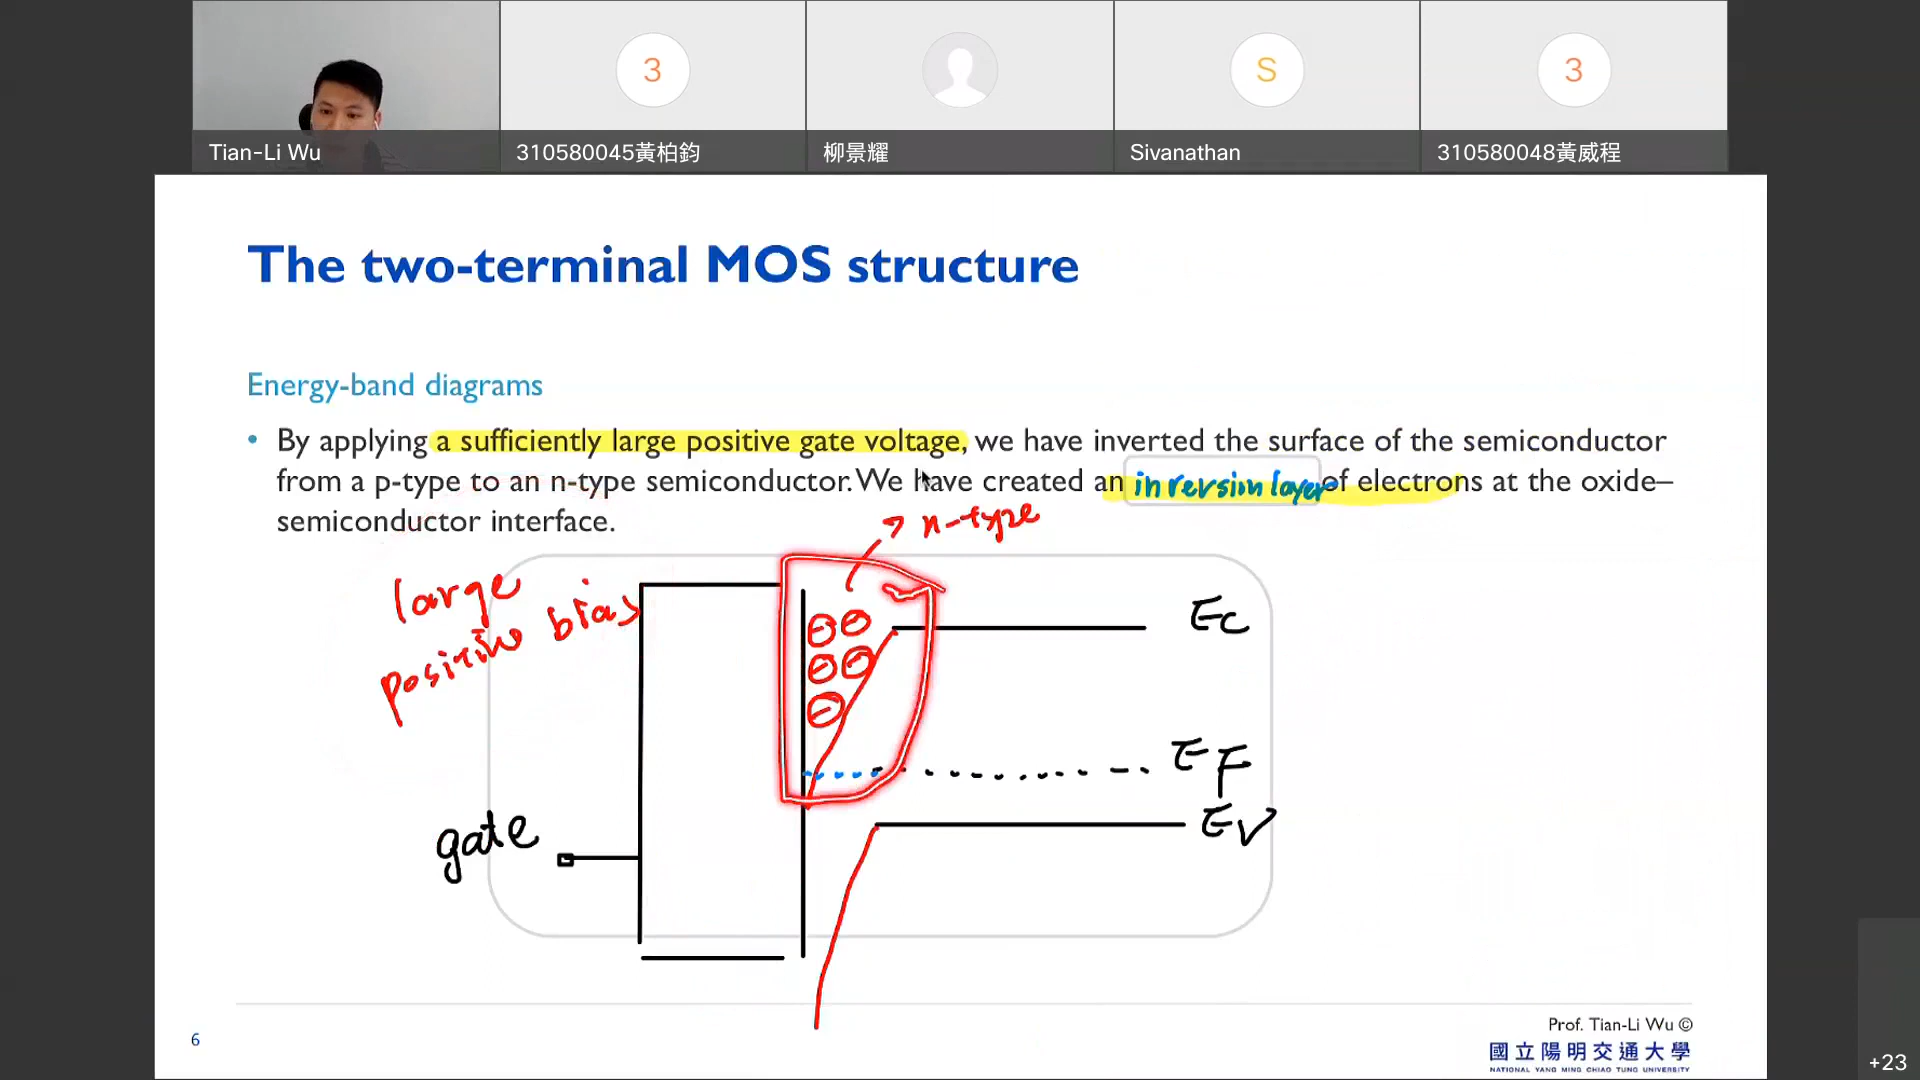 3
S
3
Tian-Li Wu
310580045黃柏鈞
柳景耀
Sivanathan
310580048黃威程
The two-terminal MOS structure
Energy-band diagrams
• By applying a sufficiently large positive gate voltage, we have inverted the surface of the semiconductor
from a p-type to an n-type semiconductor. We have created an inversion layer of electrons at the oxide–
semiconductor interface.
n-type
large
positive bias
Ec
EF
Ev
gate
6
Prof. Tian-Li Wu ©
國立陽明交通大學
NATIONAL YANG MING CHIAO TUNG UNIVERSITY
+23